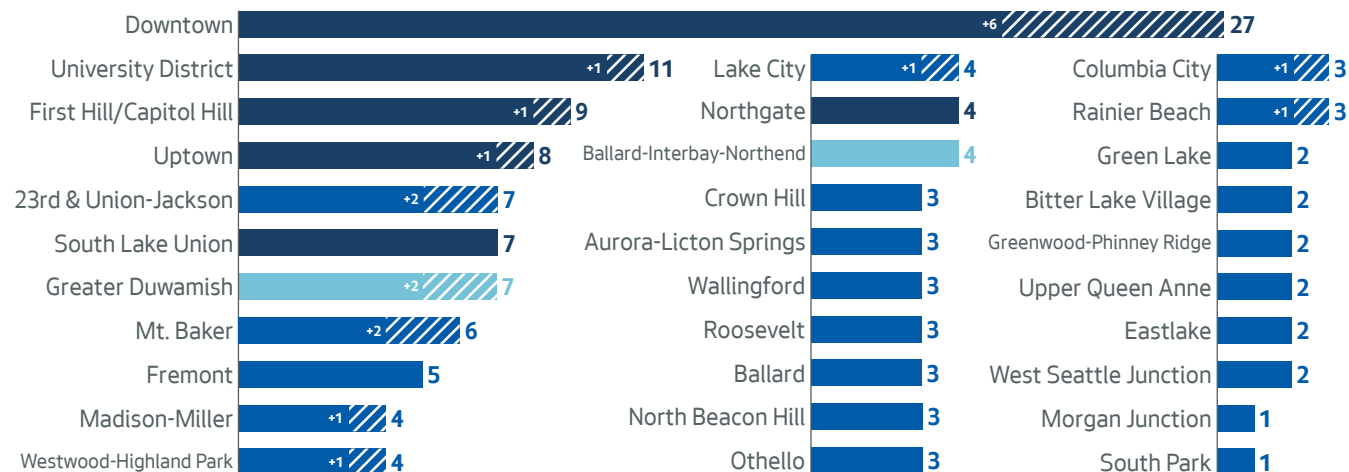 Downtown +6 27
University District +1 11
First Hill/Capitol Hill +1 9
Uptown +1 8
23rd & Union-Jackson +2 7
South Lake Union 7
Greater Duwamish +2 7
Mt. Baker +2 6
Fremont 5
Madison-Miller +1 4
Westwood-Highland Park +1 4
Lake City +1 4
Northgate 4
Ballard-Interbay-Northend 4
Crown Hill 3
Aurora-Licton Springs 3
Wallingford 3
Roosevelt 3
Ballard 3
North Beacon Hill 3
Othello 3
Columbia City +1 3
Rainier Beach +1 3
Green Lake 2
Bitter Lake Village 2
Greenwood-Phinney Ridge 2
Upper Queen Anne 2
Eastlake 2
West Seattle Junction 2
Morgan Junction 1
South Park 1